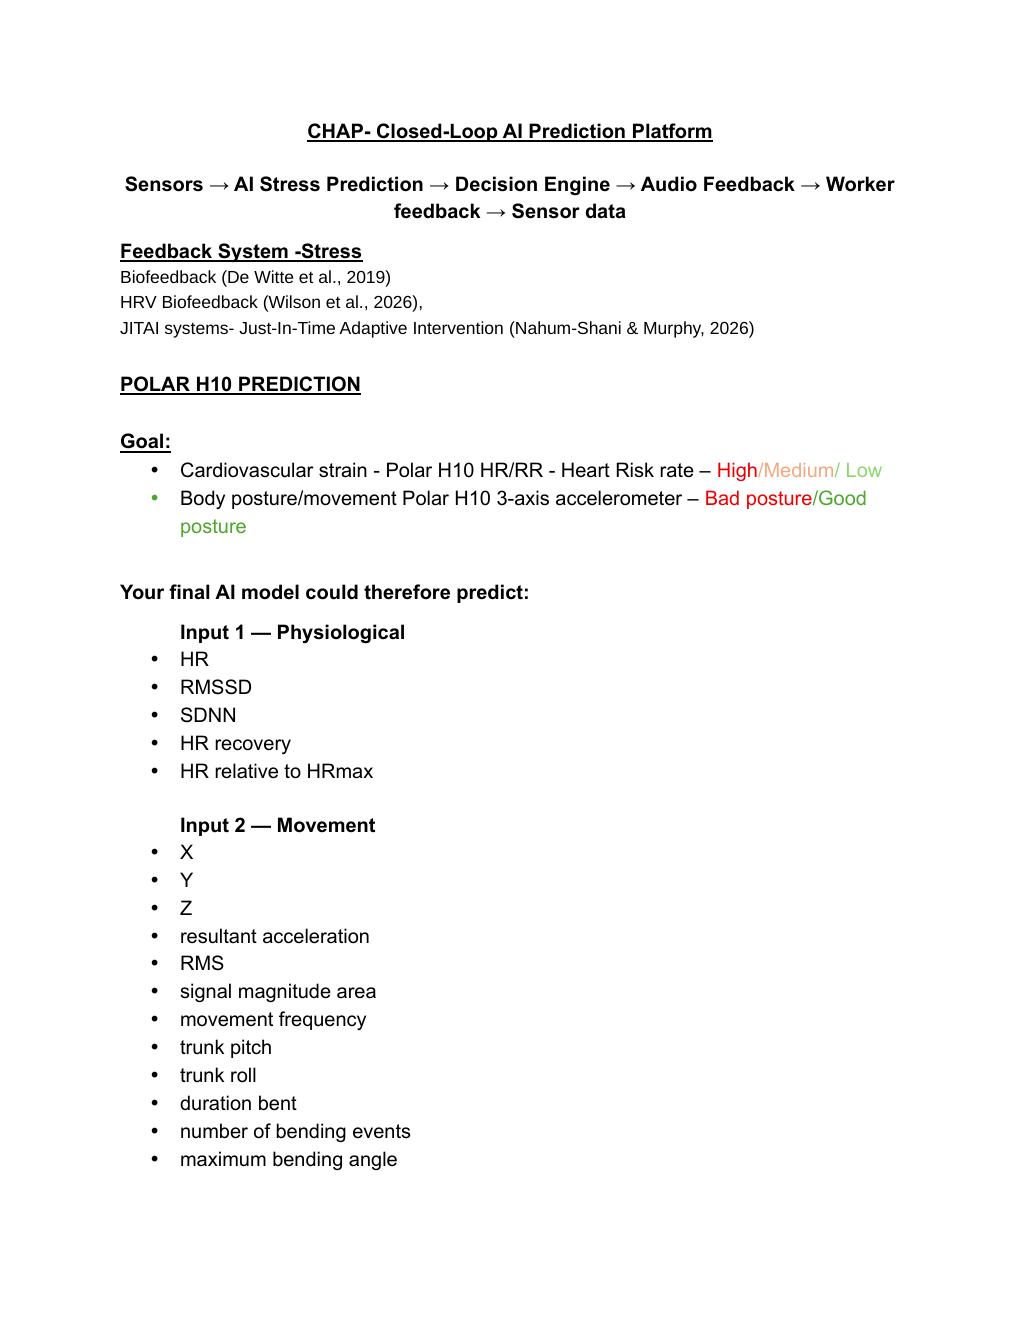 CHAP- Closed-Loop AI Prediction Platform
Sensors → AI Stress Prediction → Decision Engine → Audio Feedback → Worker
feedback → Sensor data
Feedback System -Stress
Biofeedback (De Witte et al., 2019)
HRV Biofeedback (Wilson et al., 2026),
JITAI systems- Just-In-Time Adaptive Intervention (Nahum-Shani & Murphy, 2026)
POLAR H10 PREDICTION
Goal:
• Cardiovascular strain - Polar H10 HR/RR - Heart Risk rate – High/Medium/ Low
• Body posture/movement Polar H10 3-axis accelerometer – Bad posture/Good
posture
Your final AI model could therefore predict:
Input 1 — Physiological
• HR
• RMSSD
• SDNN
• HR recovery
• HR relative to HRmax
Input 2 — Movement
• X
• Y
• Z
• resultant acceleration
• RMS
• signal magnitude area
• movement frequency
• trunk pitch
• trunk roll
• duration bent
• number of bending events
• maximum bending angle